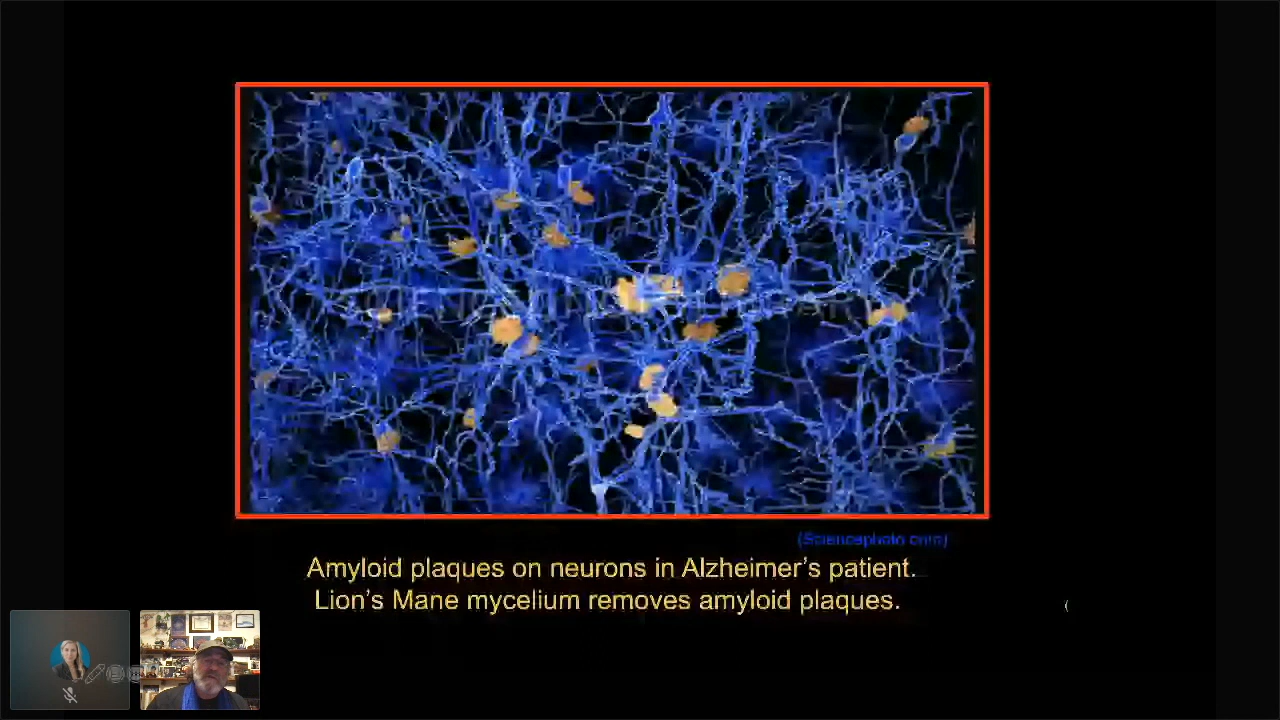 (Sciencephoto.com)
Amyloid plaques on neurons in Alzheimer's patient.
Lion's Mane mycelium removes amyloid plaques.